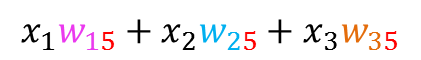 x₁w₁₅ + x₂w₂₅ + x₃w₃₅